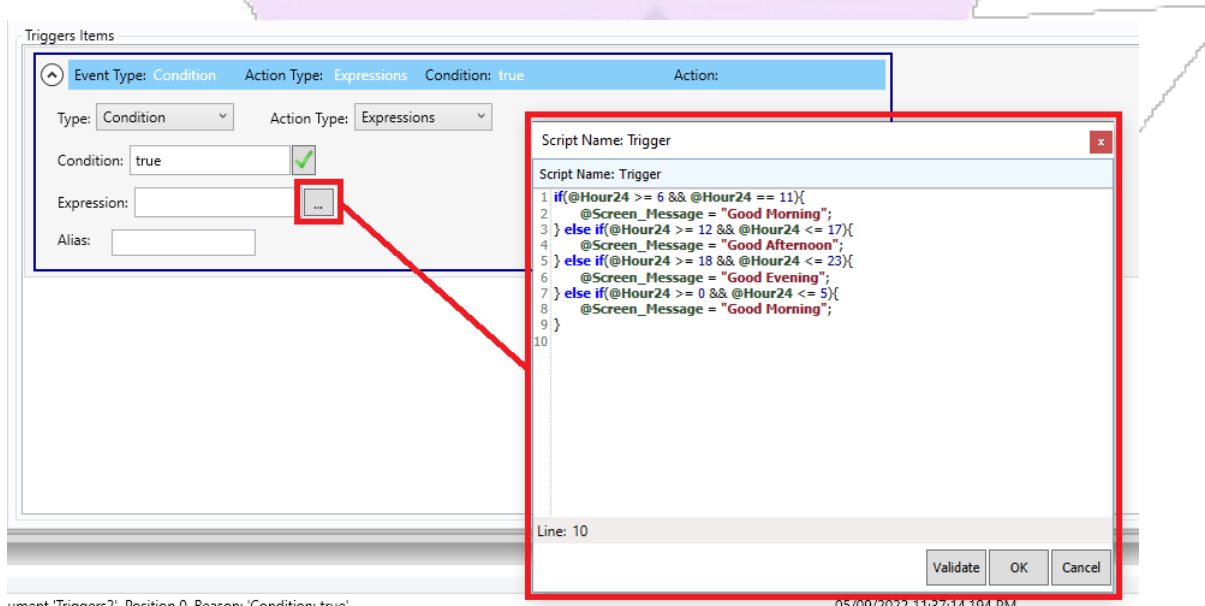 Triggers Items
Event Type: Condition Action Type: Expressions Condition: true Action:
Type: Condition Action Type: Expressions
Condition: true
Expression: ...
Alias:
Script Name: Trigger x
Script Name: Trigger
1 if(@Hour24 >= 6 && @Hour24 == 11){
2 @Screen_Message = "Good Morning";
3 } else if(@Hour24 >= 12 && @Hour24 <= 17){
4 @Screen_Message = "Good Afternoon";
5 } else if(@Hour24 >= 18 && @Hour24 <= 23){
6 @Screen_Message = "Good Evening";
7 } else if(@Hour24 >= 0 && @Hour24 <= 5){
8 @Screen_Message = "Good Morning";
9 }
10
Line: 10
Validate OK Cancel
'Triggers2', Position 0, Reason: 'Condition: true' 05/09/2022 11:37:14.194 PM